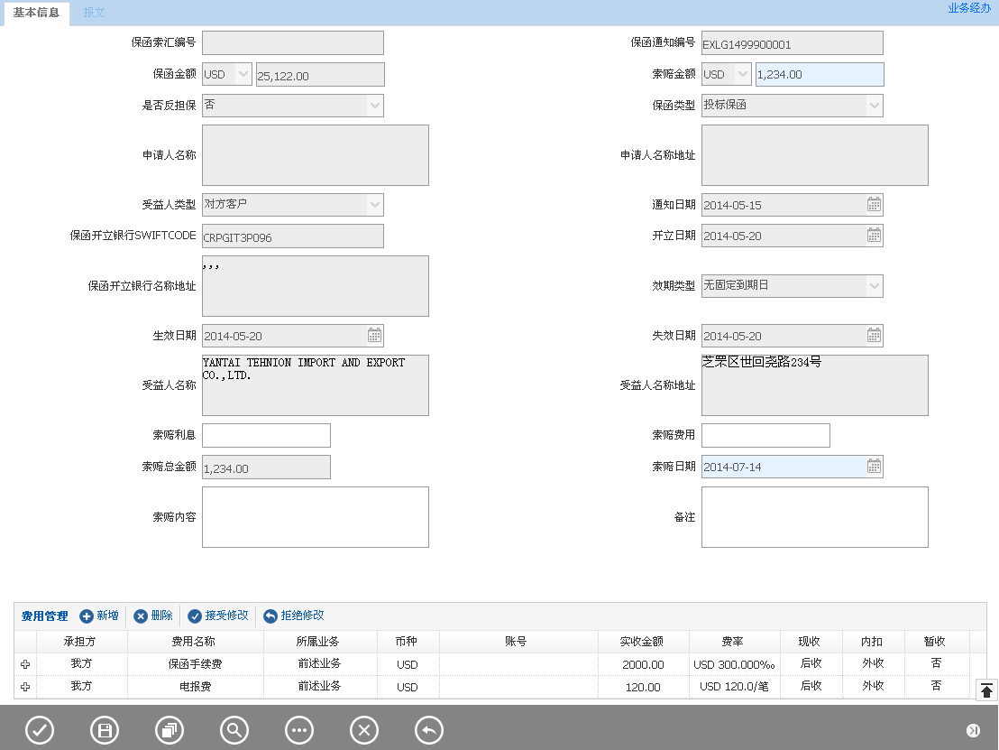 基本信息 报文 业务经办
保函索汇编号 保函通知编号 EXLG1499900001
保函金额 USD 25,122.00 索赔金额 USD 1,234.00
是否反担保 否 保函类型 投标保函
申请人名称 申请人名称地址
受益人类型 对方客户 通知日期 2014-05-15
保函开立银行SWIFTCODE CRPGIT3P096 开立日期 2014-05-20
保函开立银行名称地址 ,,, 效期类型 无固定到期日
生效日期 2014-05-20 失效日期 2014-05-20
受益人名称 YANTAI TEHNION IMPORT AND EXPORT
CO.,LTD.
受益人名称地址 芝罘区世回尧路234号
索赔利息 索赔费用
索赔总金额 1,234.00 索赔日期 2014-07-14
索赔内容 备注
费用管理 新增 删除 接受修改 拒绝修改
承担方 费用名称 所属业务 币种 账号 实收金额 费率 现收 内扣 暂收
我方 保函手续费 前述业务 USD 2000.00 USD 300.000‰ 后收 外收 否
我方 电报费 前述业务 USD 120.00 USD 120.0/笔 后收 外收 否